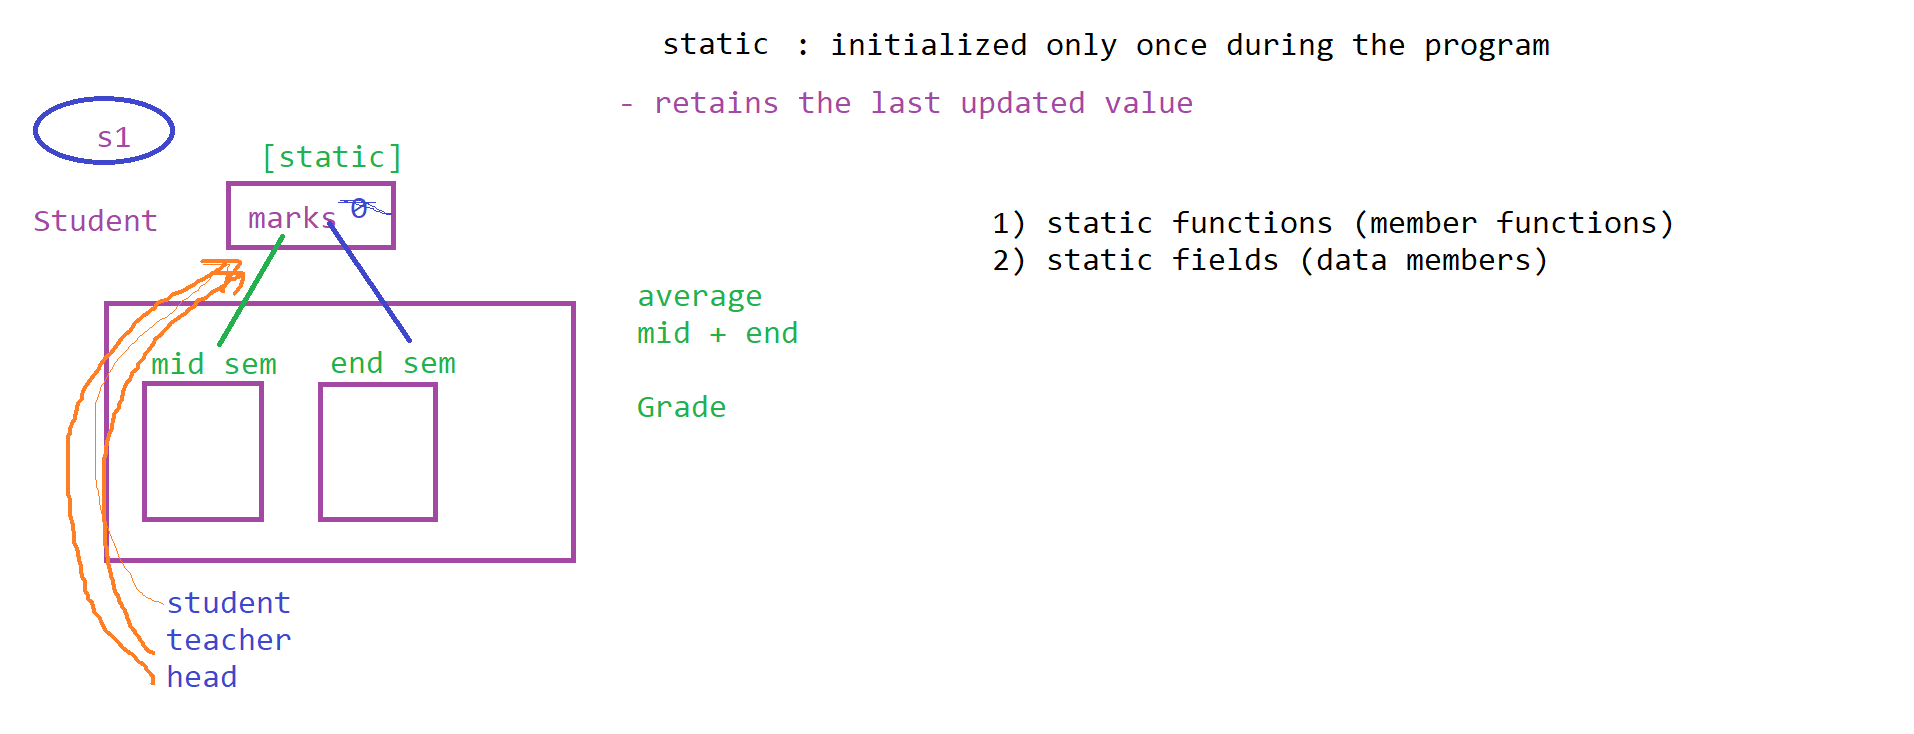 static : initialized only once during the program
- retains the last updated value
s1
[static]
Student
marks 0
1) static functions (member functions)
2) static fields (data members)
average
mid + end
mid sem
end sem
Grade
student
teacher
head